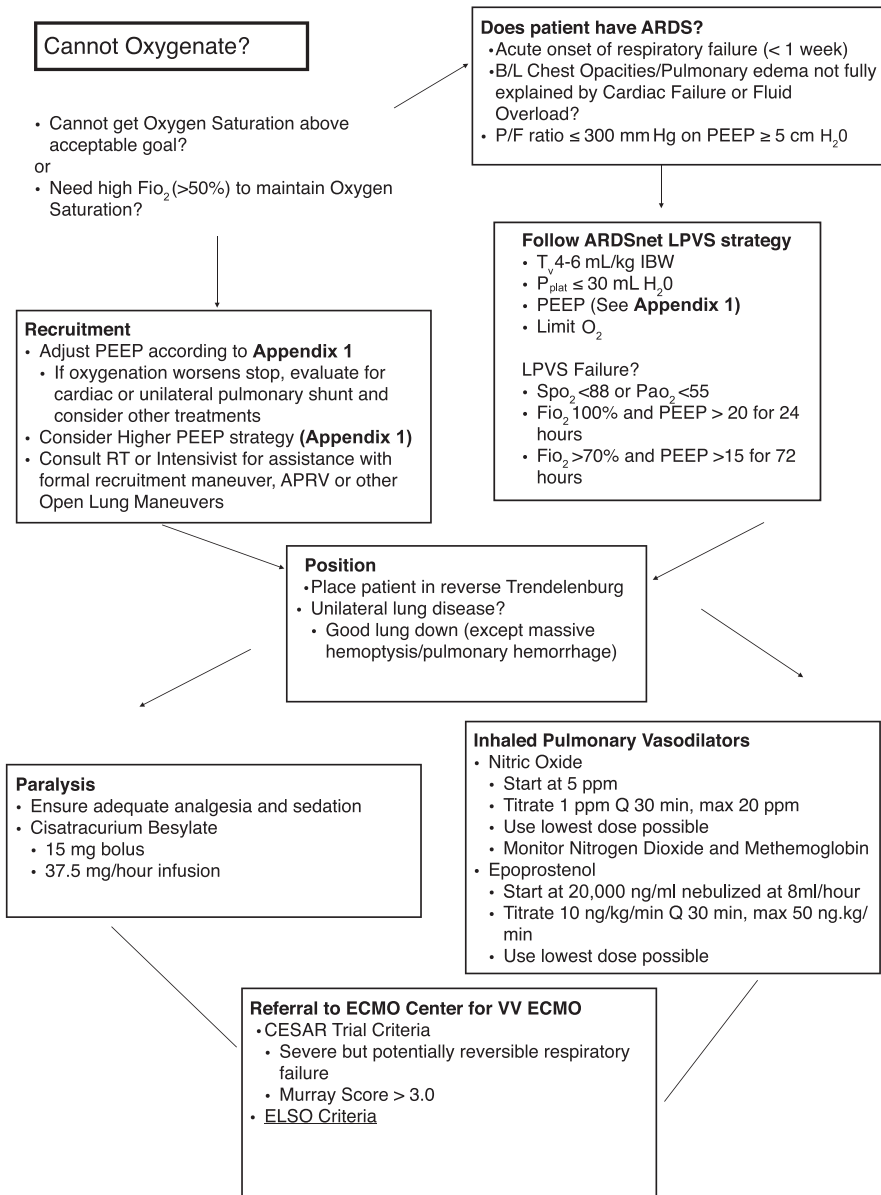 Cannot Oxygenate?
• Cannot get Oxygen Saturation above
acceptable goal?
or
• Need high Fio2 (>50%) to maintain Oxygen
Saturation?
Does patient have ARDS?
•Acute onset of respiratory failure (< 1 week)
•B/L Chest Opacities/Pulmonary edema not fully
explained by Cardiac Failure or Fluid
Overload?
• P/F ratio ≤ 300 mm Hg on PEEP ≥ 5 cm H20
Follow ARDSnet LPVS strategy
• Tv 4-6 mL/kg IBW
• Pplat ≤ 30 mL H20
• PEEP (See Appendix 1)
• Limit O2
LPVS Failure?
• Spo2 <88 or Pao2 <55
• Fio2 100% and PEEP > 20 for 24
hours
• Fio2 >70% and PEEP >15 for 72
hours
Recruitment
• Adjust PEEP according to Appendix 1
• If oxygenation worsens stop, evaluate for
cardiac or unilateral pulmonary shunt and
consider other treatments
• Consider Higher PEEP strategy (Appendix 1)
• Consult RT or Intensivist for assistance with
formal recruitment maneuver, APRV or other
Open Lung Maneuvers
Position
•Place patient in reverse Trendelenburg
• Unilateral lung disease?
• Good lung down (except massive
hemoptysis/pulmonary hemorrhage)
Paralysis
• Ensure adequate analgesia and sedation
• Cisatracurium Besylate
• 15 mg bolus
• 37.5 mg/hour infusion
Inhaled Pulmonary Vasodilators
• Nitric Oxide
• Start at 5 ppm
• Titrate 1 ppm Q 30 min, max 20 ppm
• Use lowest dose possible
• Monitor Nitrogen Dioxide and Methemoglobin
• Epoprostenol
• Start at 20,000 ng/ml nebulized at 8ml/hour
• Titrate 10 ng/kg/min Q 30 min, max 50 ng.kg/
min
• Use lowest dose possible
Referral to ECMO Center for VV ECMO
•CESAR Trial Criteria
• Severe but potentially reversible respiratory
failure
• Murray Score > 3.0
• ELSO Criteria